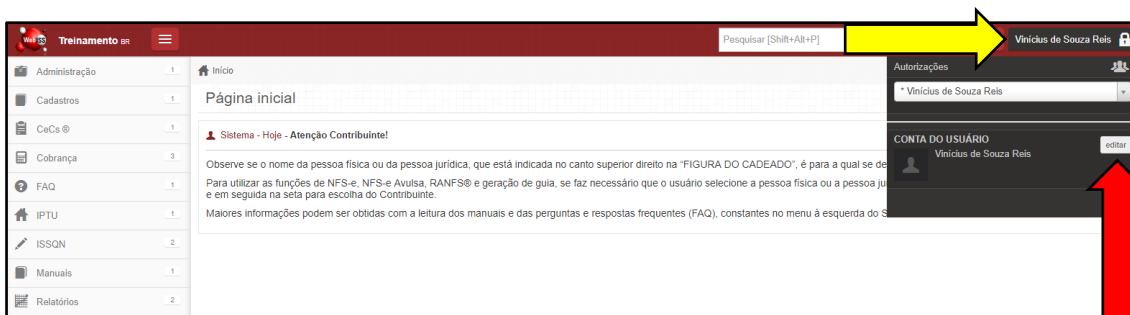 Web ISS
Treinamento BR
Pesquisar [Shift+Alt+P]
Vinícius de Souza Reis
Administração 1
Cadastros 1
CeCs ® 1
Cobrança 3
FAQ 1
IPTU 1
ISSQN 2
Manuais 1
Relatórios 2
Início
Página inicial
Sistema - Hoje - Atenção Contribuinte!
Observe se o nome da pessoa física ou da pessoa jurídica, que está indicada no canto superior direito na “FIGURA DO CADEADO”, é para a qual se de
Para utilizar as funções de NFS-e, NFS-e Avulsa, RANFS® e geração de guia, se faz necessário que o usuário selecione a pessoa física ou a pessoa ju
e em seguida na seta para escolha do Contribuinte.
Maiores informações podem ser obtidas com a leitura dos manuais e das perguntas e respostas frequentes (FAQ), constantes no menu à esquerda do S
Autorizações
* Vinícius de Souza Reis
CONTA DO USUÁRIO
Vinícius de Souza Reis
editar